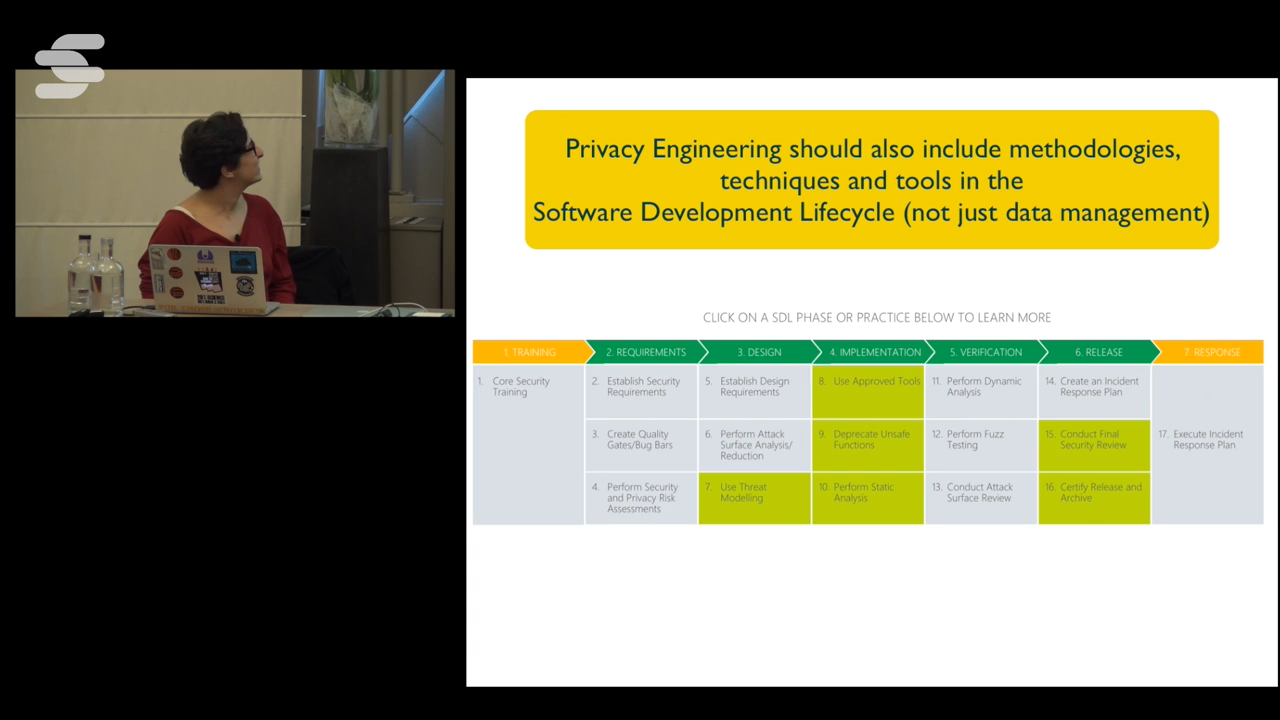 Privacy Engineering should also include methodologies,
techniques and tools in the
Software Development Lifecycle (not just data management)
CLICK ON A SDL PHASE OR PRACTICE BELOW TO LEARN MORE
1. TRAINING
2. REQUIREMENTS
3. DESIGN
4. IMPLEMENTATION
5. VERIFICATION
6. RELEASE
7. RESPONSE
1. Core Security
Training
2. Establish Security
Requirements
5. Establish Design
Requirements
8. Use Approved Tools
11. Perform Dynamic
Analysis
14. Create an Incident
Response Plan
3. Create Quality
Gates/Bug Bars
6. Perform Attack
Surface Analysis/
Reduction
9. Deprecate Unsafe
Functions
12. Perform Fuzz
Testing
15. Conduct Final
Security Review
17. Execute Incident
Response Plan
4. Perform Security
and Privacy Risk
Assessments
7. Use Threat
Modelling
10. Perform Static
Analysis
13. Conduct Attack
Surface Review
16. Certify Release and
Archive